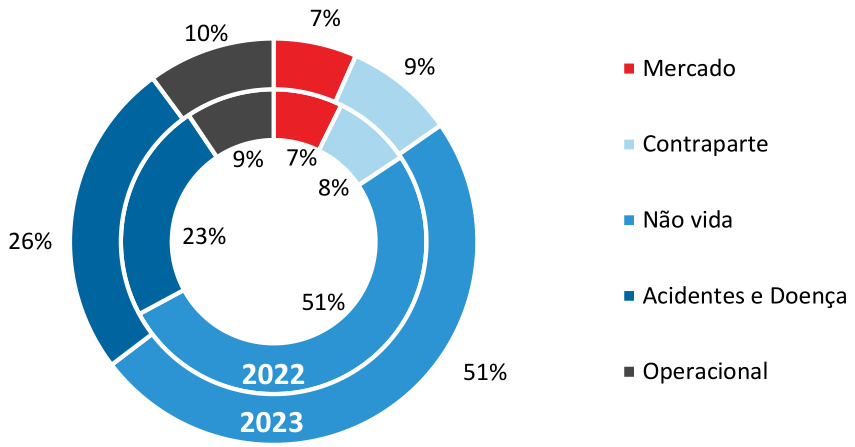 7%
10%
9%
Mercado
Contraparte
9%
7%
8%
Não vida
26%
23%
Acidentes e Doença
51%
51%
2022
2023
Operacional